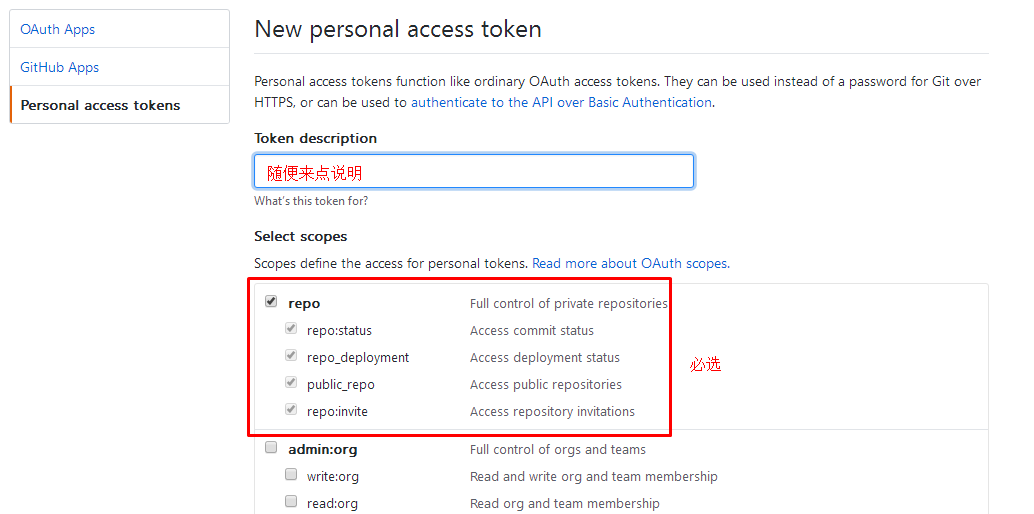 OAuth Apps
GitHub Apps
Personal access tokens
New personal access token
Personal access tokens function like ordinary OAuth access tokens. They can be used instead of a password for Git over
HTTPS, or can be used to authenticate to the API over Basic Authentication.
Token description
随便来点说明
What's this token for?
Select scopes
Scopes define the access for personal tokens. Read more about OAuth scopes.
repo Full control of private repositories
repo:status Access commit status
repo_deployment Access deployment status
public_repo Access public repositories
必选
repo:invite Access repository invitations
admin:org Full control of orgs and teams
write:org Read and write org and team membership
read:org Read org and team membership